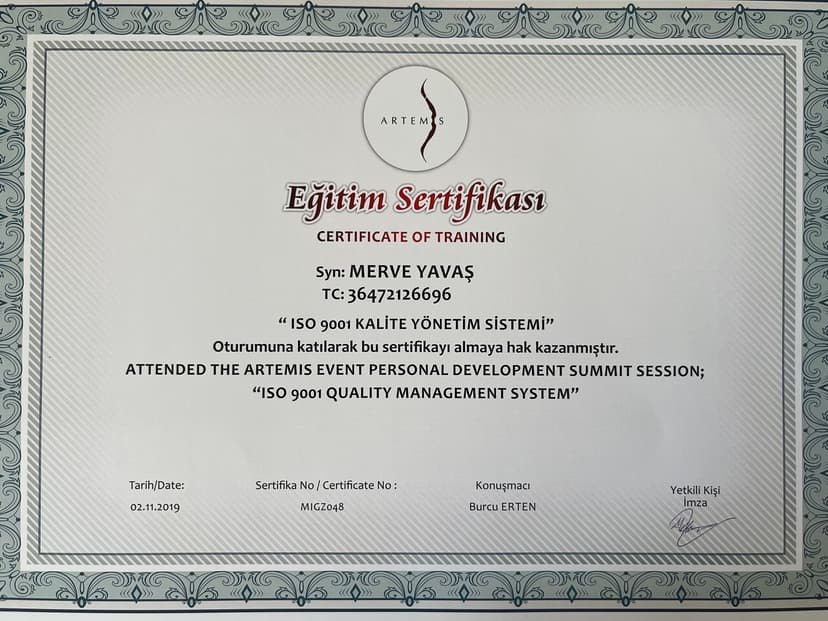 ARTEMIS
Eğitim Sertifikası
CERTIFICATE OF TRAINING
Syn: MERVE YAVAŞ
TC: 36472126696
“ ISO 9001 KALİTE YÖNETİM SİSTEMİ”
Oturumuna katılarak bu sertifikayı almaya hak kazanmıştır.
ATTENDED THE ARTEMIS EVENT PERSONAL DEVELOPMENT SUMMIT SESSION;
“ISO 9001 QUALITY MANAGEMENT SYSTEM”
Tarih/Date:
02.11.2019
Sertifika No / Certificate No :
MIGZ048
Konuşmacı
Burcu ERTEN
Yetkili Kişi
İmza